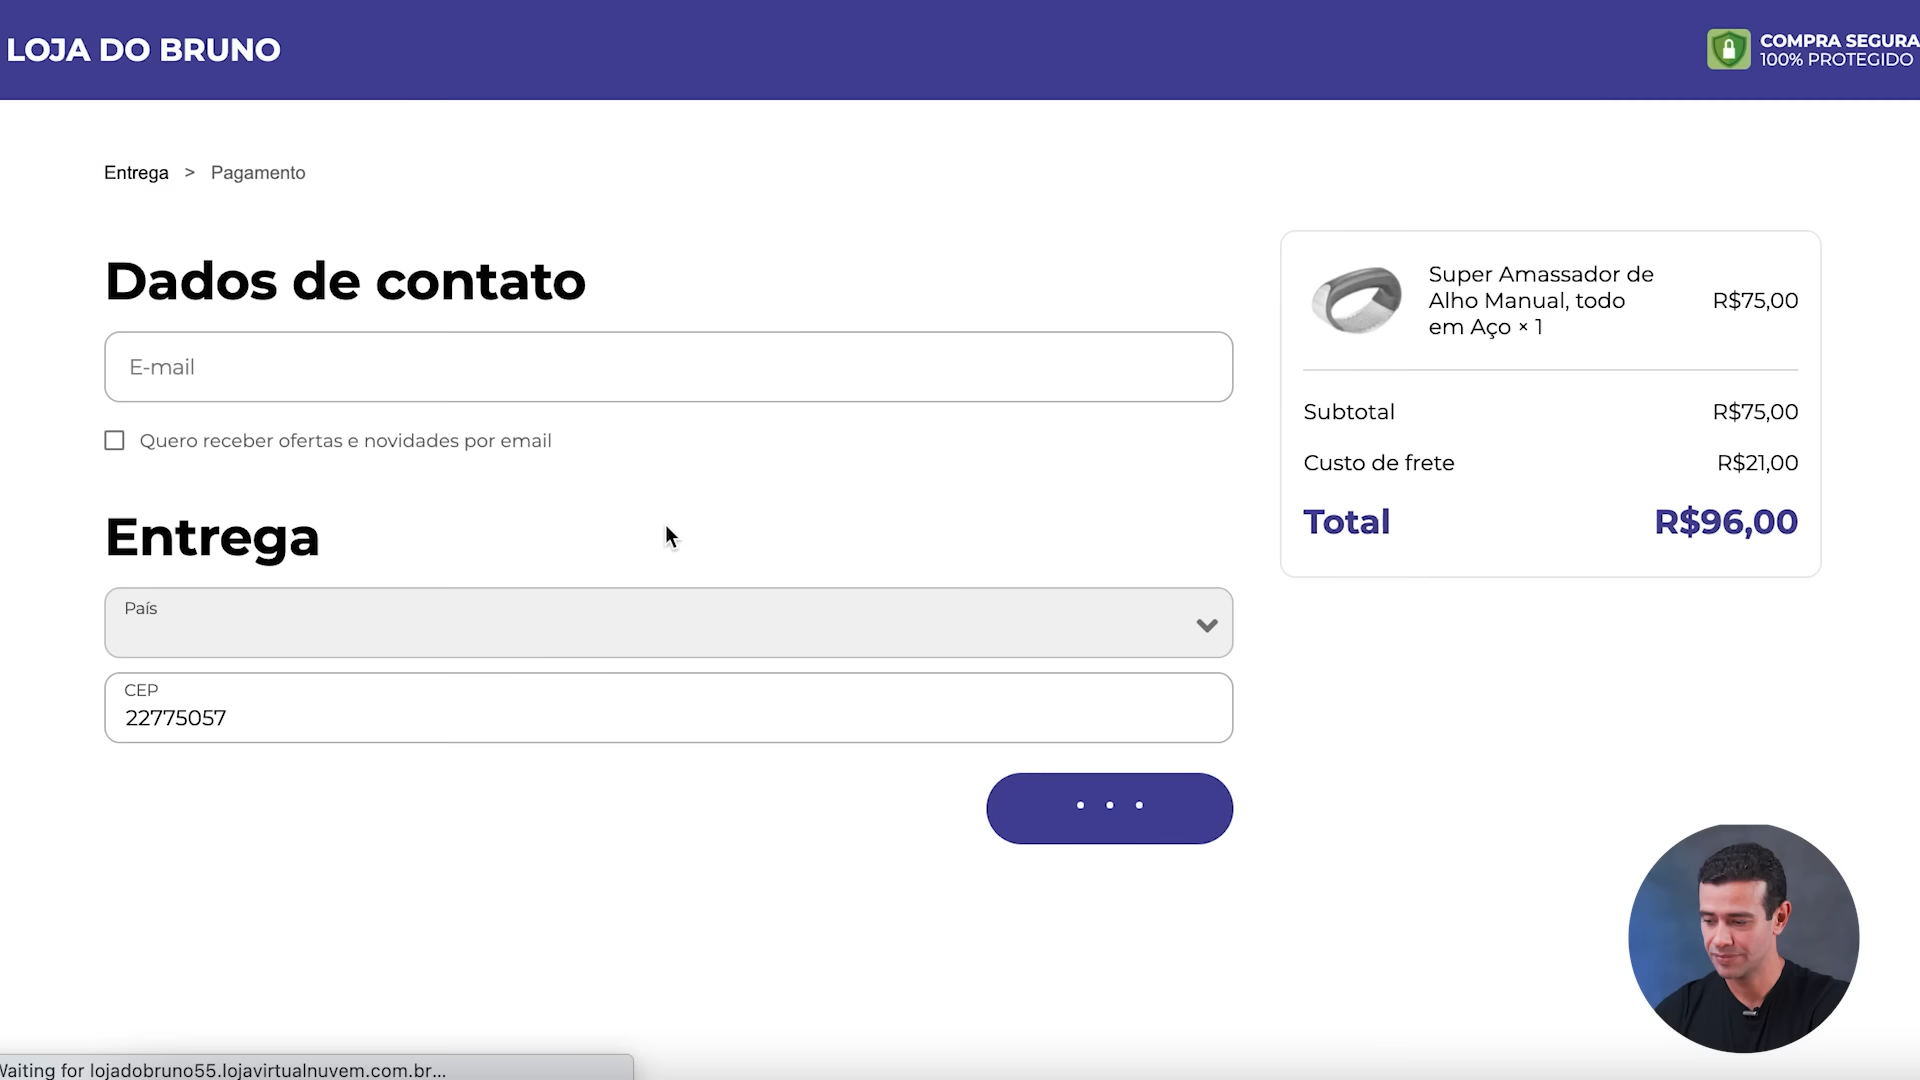 LOJA DO BRUNO
COMPRA SEGURA
100% PROTEGIDO
Entrega > Pagamento
Dados de contato
E-mail
Quero receber ofertas e novidades por email
Entrega
País
CEP
22775057
Super Amassador de
Alho Manual, todo
em Aço × 1
R$75,00
Subtotal R$75,00
Custo de frete R$21,00
Total R$96,00
Waiting for lojadobruno55.lojavirtualnuvem.com.br...